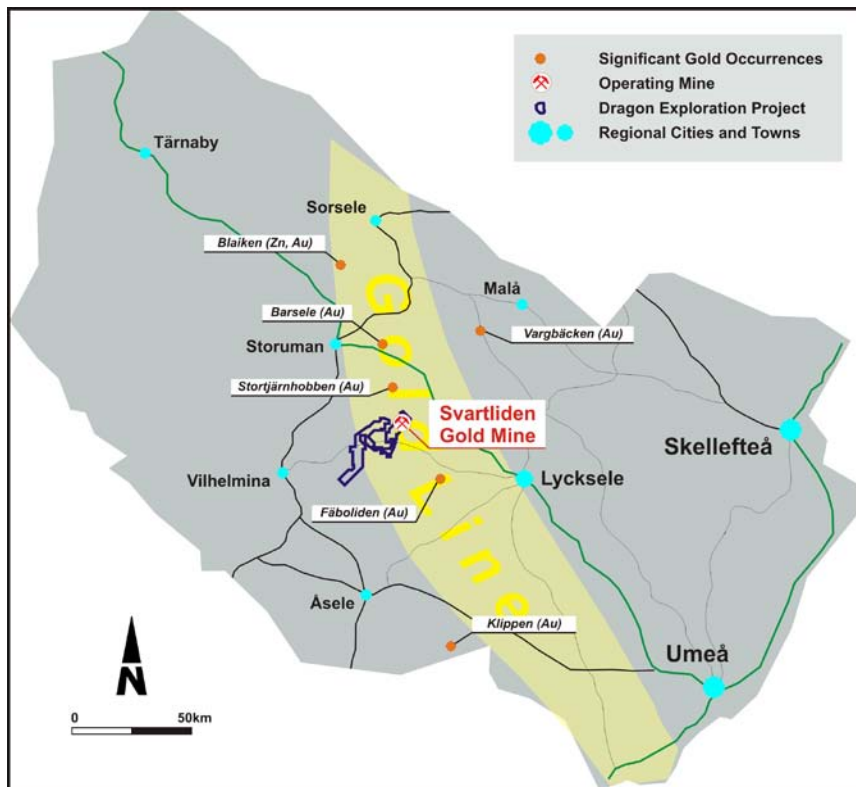 Significant Gold Occurrences
Operating Mine
Dragon Exploration Project
Regional Cities and Towns
Tärnaby
Sorsele
Blaiken (Zn, Au)
Malå
Barsele (Au)
Vargbäcken (Au)
Storuman
Stortjärnhobben (Au)
Svartliden
Gold Mine
Skellefteå
Vilhelmina
Lycksele
Fäboliden (Au)
Gold Line
Åsele
Klippen (Au)
Umeå
N
0 50km